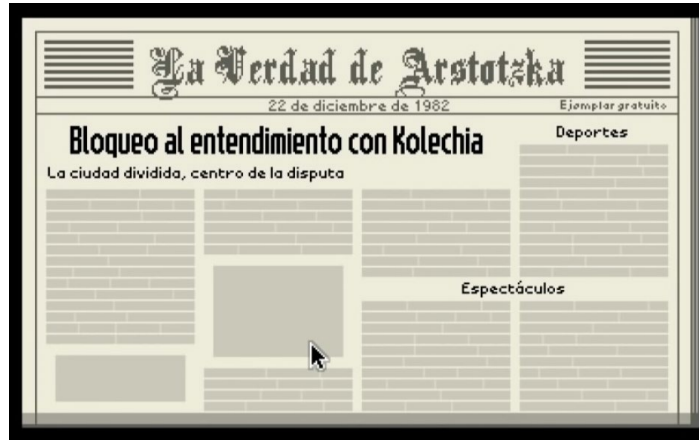 La Verdad de Arstotzka
22 de diciembre de 1982
Ejemplar gratuito
Bloqueo al entendimiento con Kolechia
La ciudad dividida, centro de la disputa
Deportes
Espectáculos